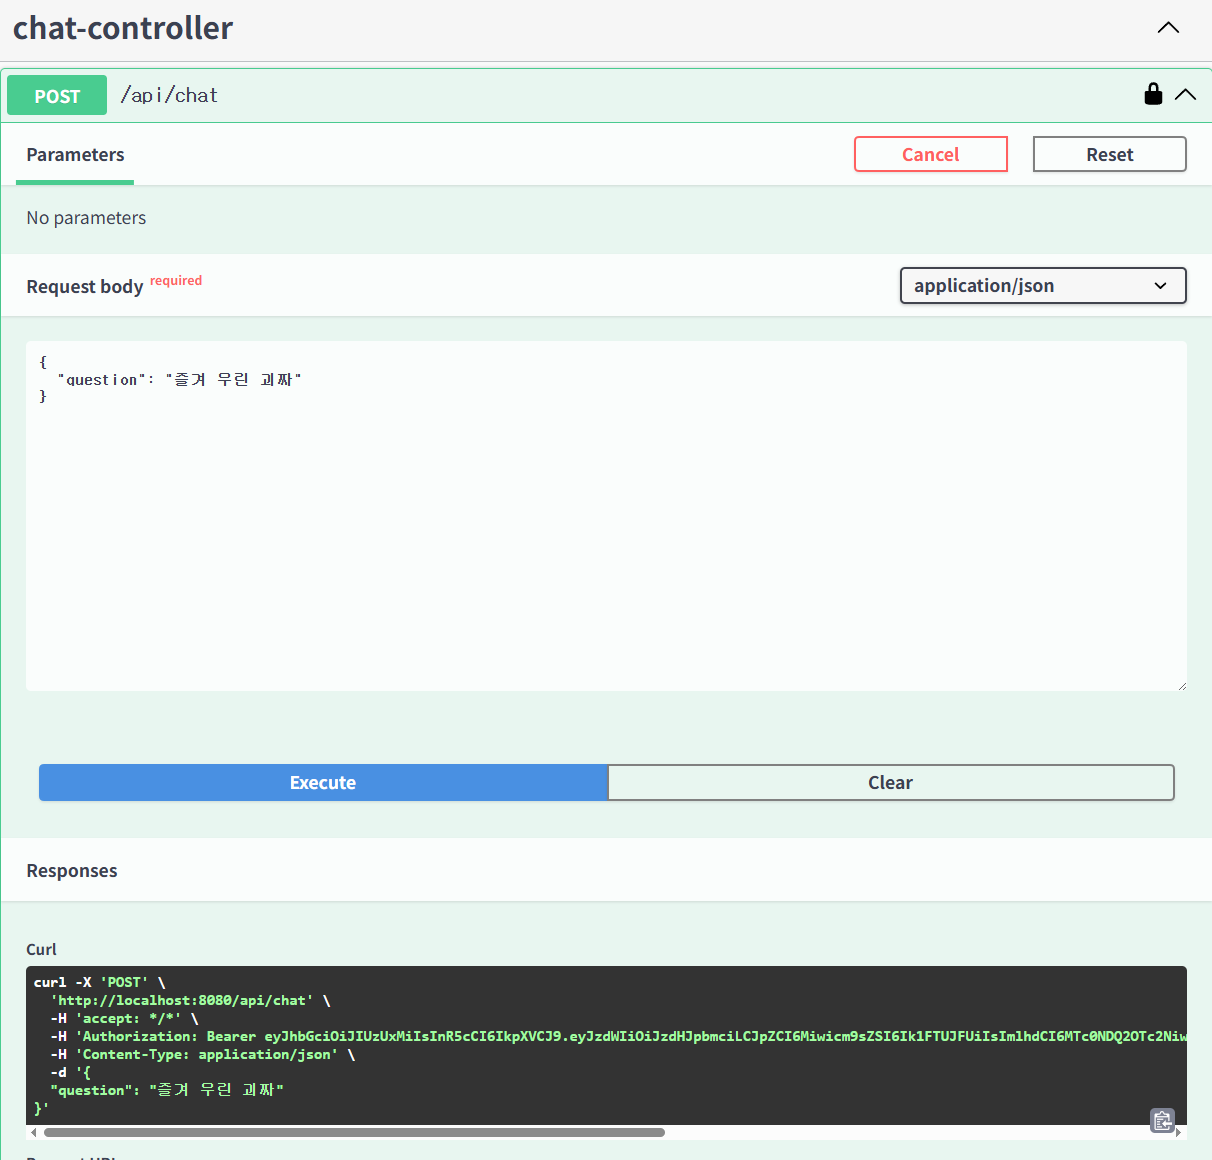 chat-controller
POST /api/chat
Parameters
Cancel
Reset
No parameters
Request body required
application/json
{
  "question": "즐겨 우린 괴짜"
}
Execute
Clear
Responses
Curl
curl -X 'POST' \
  'http://localhost:8080/api/chat' \
  -H 'accept: */*' \
  -H 'Authorization: Bearer eyJhbGciOiJIUzUxMiIsInR5cCI6IkpXVCJ9.eyJzdWIiOiJzdHJpbmciLCJpZCI6Miwicm9sZSI6Ik1FTUJFUiIsImlhdCI6MTc0NDQ2OTc2Niw
  -H 'Content-Type: application/json' \
  -d '{
  "question": "즐겨 우린 괴짜"
}'